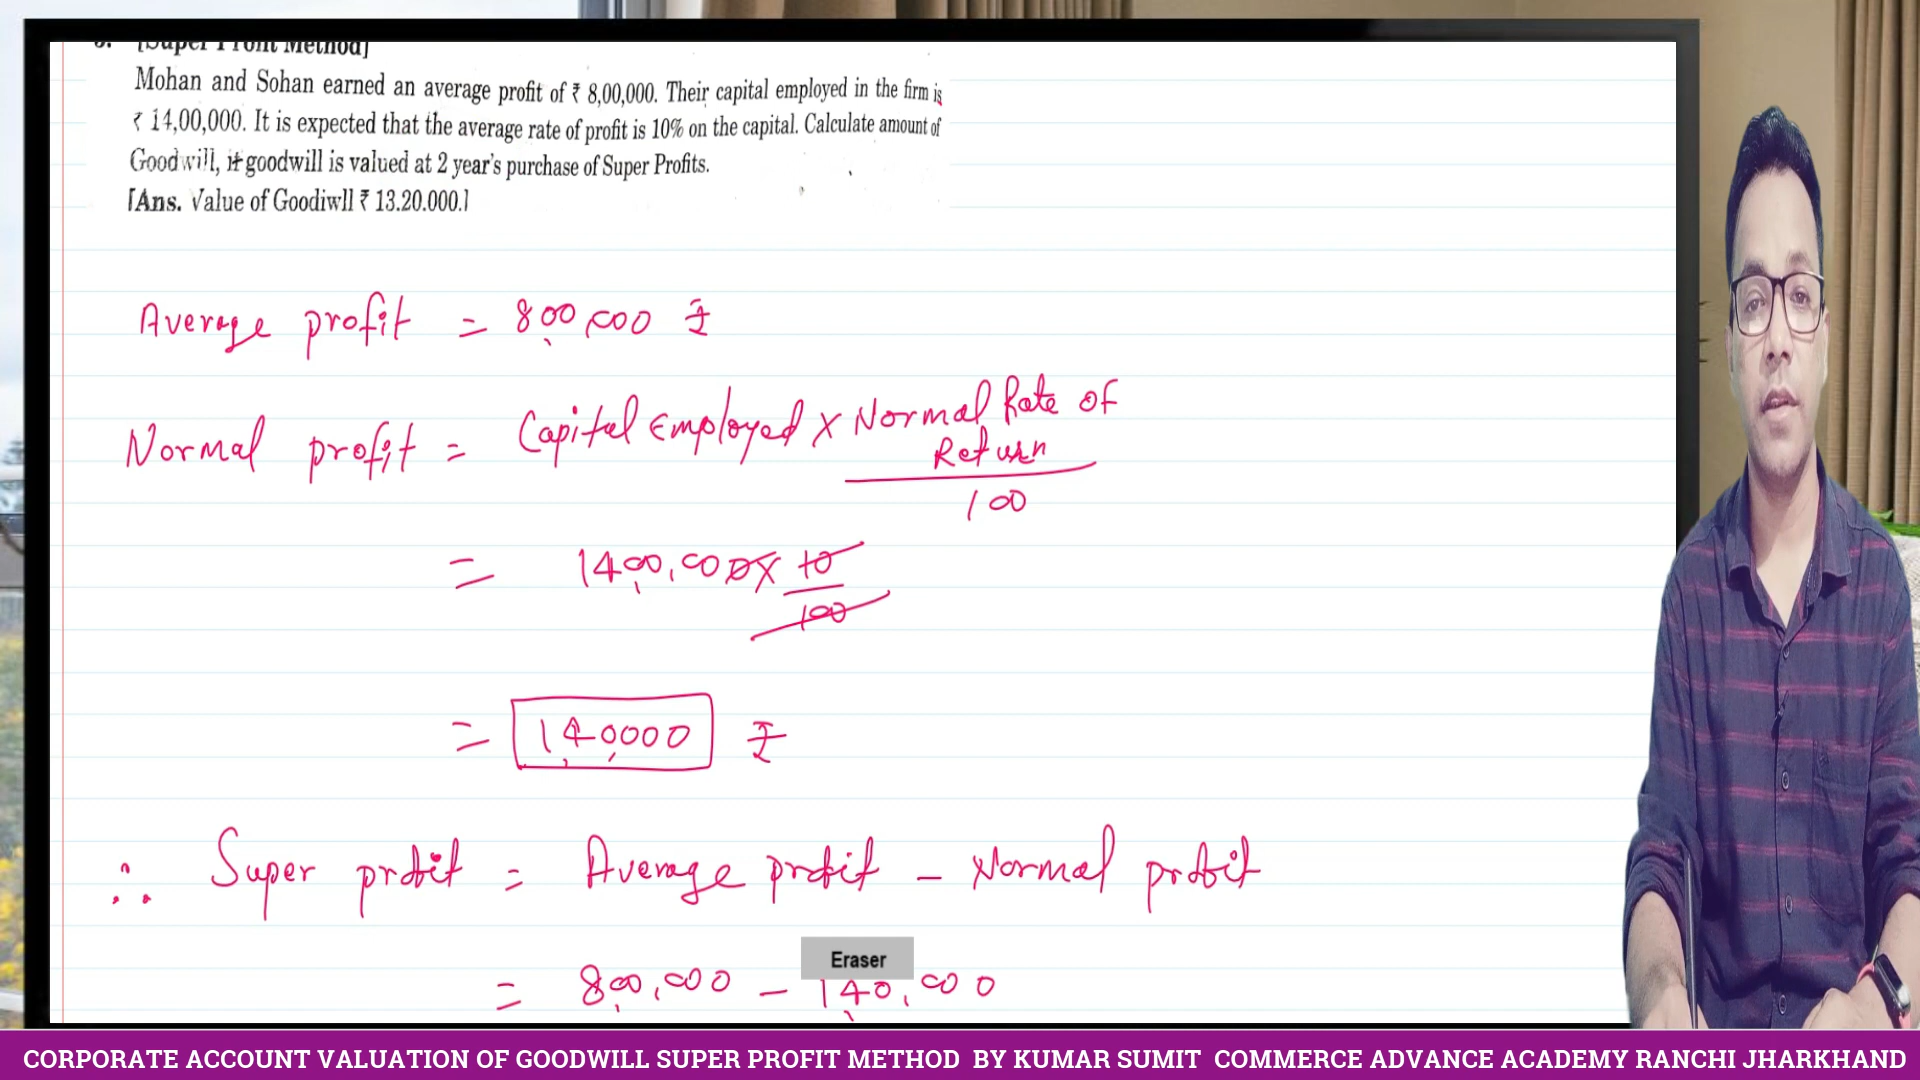 [Super Profit Method]
Mohan and Sohan earned an average profit of ₹ 8,00,000. Their capital employed in the firm is
₹ 14,00,000. It is expected that the average rate of profit is 10% on the capital. Calculate amount of
Goodwill, if goodwill is valued at 2 year's purchase of Super Profits.
[Ans. Value of Goodiwll ₹ 13.20.000.]
Average profit = 800,000 ₹
Normal profit = Capital Employed × Normal Rate of
Return
100
= 1400,000 × 10
100
= 140000 ₹
∴ Super profit = Average profit – Normal profit
Eraser
= 800,000 – 140,000
CORPORATE ACCOUNT VALUATION OF GOODWILL SUPER PROFIT METHOD BY KUMAR SUMIT COMMERCE ADVANCE ACADEMY RANCHI JHARKHAND